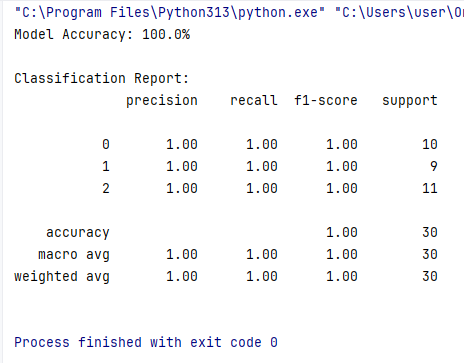 "C:\Program Files\Python313\python.exe" "C:\Users\user\On
Model Accuracy: 100.0%
Classification Report:
precision recall f1-score support
0 1.00 1.00 1.00 10
1 1.00 1.00 1.00 9
2 1.00 1.00 1.00 11
accuracy 1.00 30
macro avg 1.00 1.00 1.00 30
weighted avg 1.00 1.00 1.00 30
Process finished with exit code 0